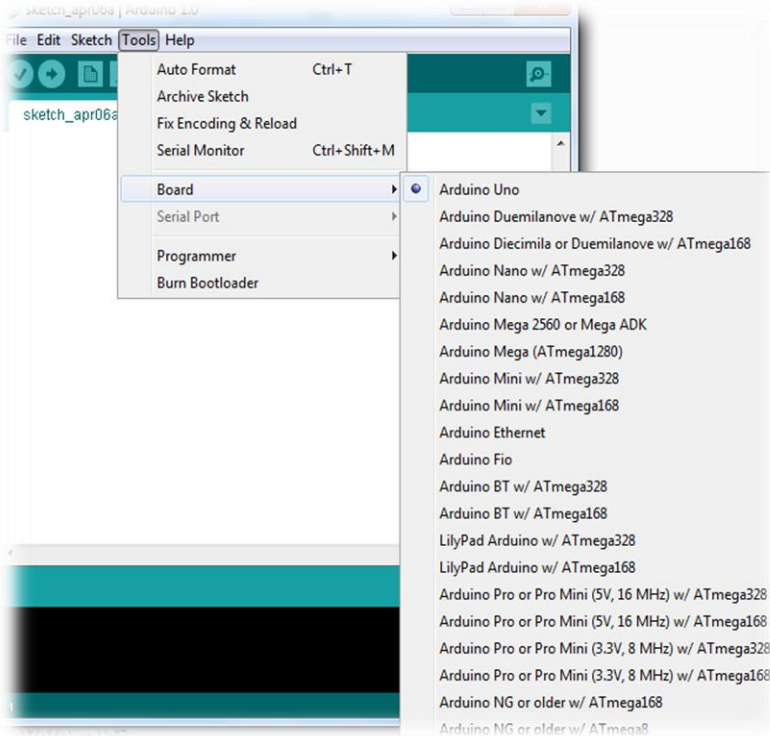 sketch_apr06a | Arduino 1.0
File Edit Sketch Tools Help
sketch_apr06a
Auto Format Ctrl+T
Archive Sketch
Fix Encoding & Reload
Serial Monitor Ctrl+Shift+M
Board
Serial Port
Programmer
Burn Bootloader
Arduino Uno
Arduino Duemilanove w/ ATmega328
Arduino Diecimila or Duemilanove w/ ATmega168
Arduino Nano w/ ATmega328
Arduino Nano w/ ATmega168
Arduino Mega 2560 or Mega ADK
Arduino Mega (ATmega1280)
Arduino Mini w/ ATmega328
Arduino Mini w/ ATmega168
Arduino Ethernet
Arduino Fio
Arduino BT w/ ATmega328
Arduino BT w/ ATmega168
LilyPad Arduino w/ ATmega328
LilyPad Arduino w/ ATmega168
Arduino Pro or Pro Mini (5V, 16 MHz) w/ ATmega328
Arduino Pro or Pro Mini (5V, 16 MHz) w/ ATmega168
Arduino Pro or Pro Mini (3.3V, 8 MHz) w/ ATmega328
Arduino Pro or Pro Mini (3.3V, 8 MHz) w/ ATmega168
Arduino NG or older w/ ATmega168
Arduino NG or older w/ ATmega8